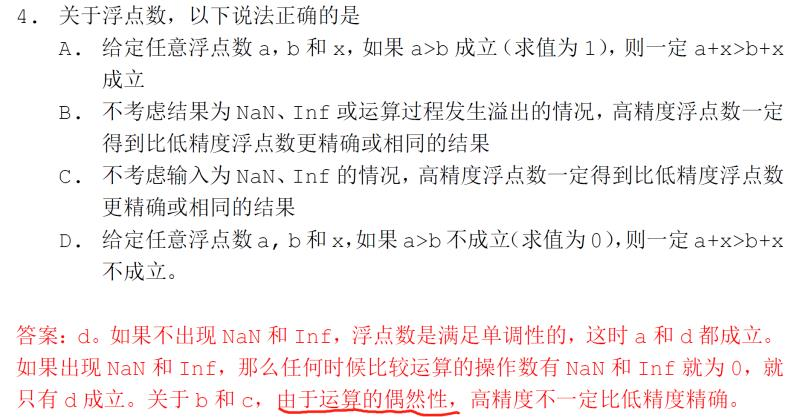 4. 关于浮点数，以下说法正确的是
A. 给定任意浮点数 a，b 和 x，如果 a>b 成立（求值为 1），则一定 a+x>b+x
成立
B. 不考虑结果为 NaN、Inf 或运算过程发生溢出的情况，高精度浮点数一定
得到比低精度浮点数更精确或相同的结果
C. 不考虑输入为 NaN、Inf 的情况，高精度浮点数一定得到比低精度浮点数
更精确或相同的结果
D. 给定任意浮点数 a, b 和 x，如果 a>b 不成立（求值为 0），则一定 a+x>b+x
不成立。
答案：d。如果不出现 NaN 和 Inf，浮点数是满足单调性的，这时 a 和 d 都成立。
如果出现 NaN 和 Inf，那么任何时候比较运算的操作数有 NaN 和 Inf 就为 0，就
只有 d 成立。关于 b 和 c，由于运算的偶然性，高精度不一定比低精度精确。